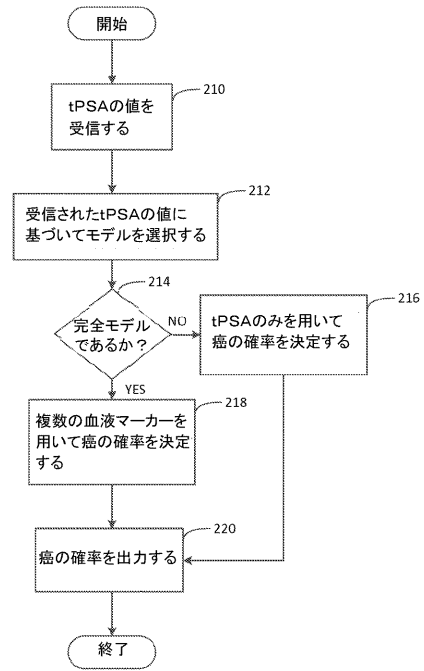 開始
tPSAの値を
受信する
210
受信されたtPSAの値に
基づいてモデルを選択する
212
214
完全モデル
であるか？
NO
tPSAのみを用いて
癌の確率を決定する
216
YES
複数の血液マーカーを
用いて癌の確率を決定
する
218
癌の確率を出力する
220
終了